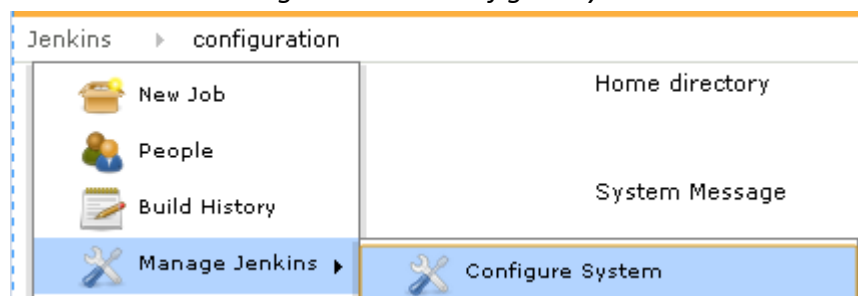 Jenkins configuration
New Job
Home directory
People
Build History
System Message
Manage Jenkins
Configure System